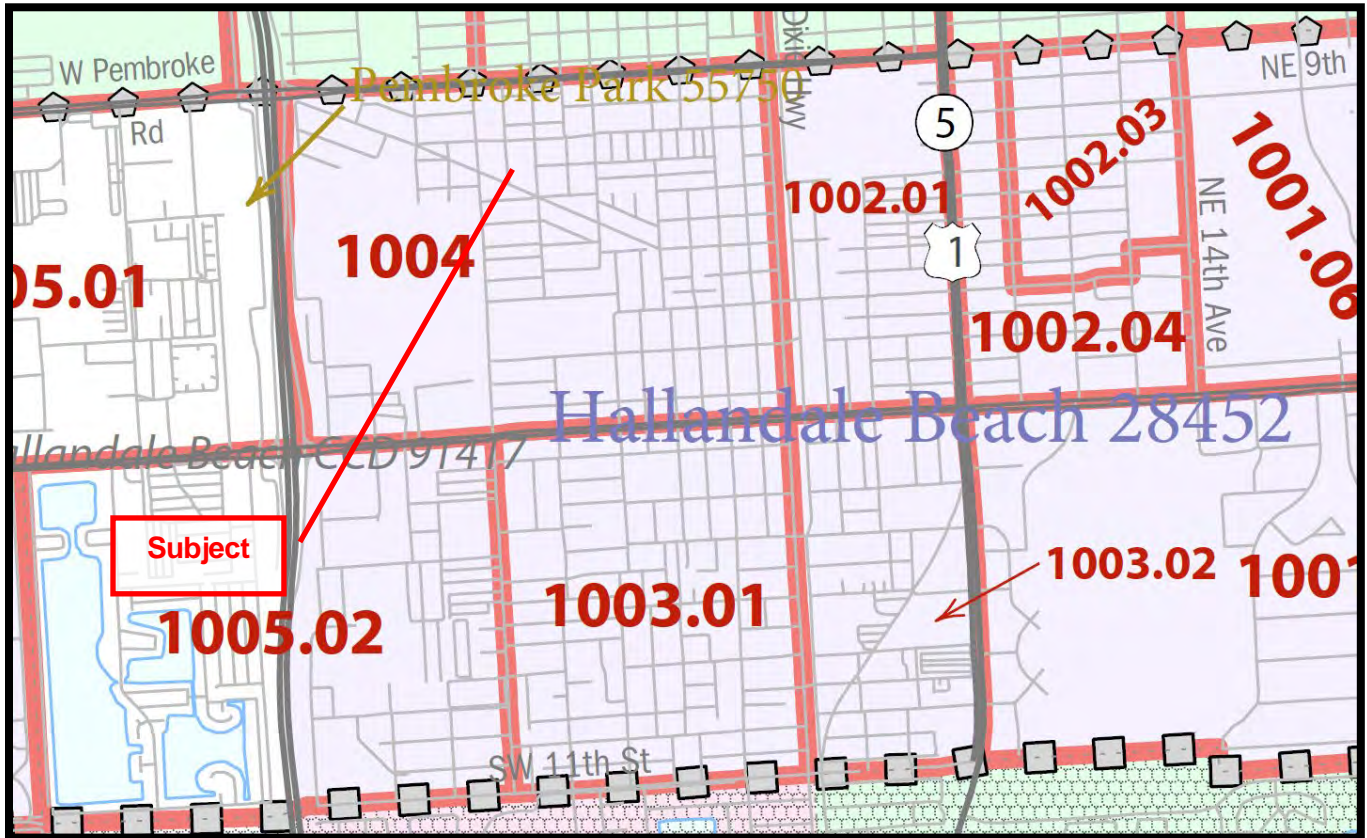 W Pembroke
Rd
Pembroke Park 55750
Dixie Hwy
NE 9th
5
1002.03
1001.06
1002.01
NE 14th Ave
1004
1
05.01
1002.04
Hallandale Beach 28452
allandale Beach CCD 91417
Subject
1003.02
1001
1003.01
1005.02
SW 11th St